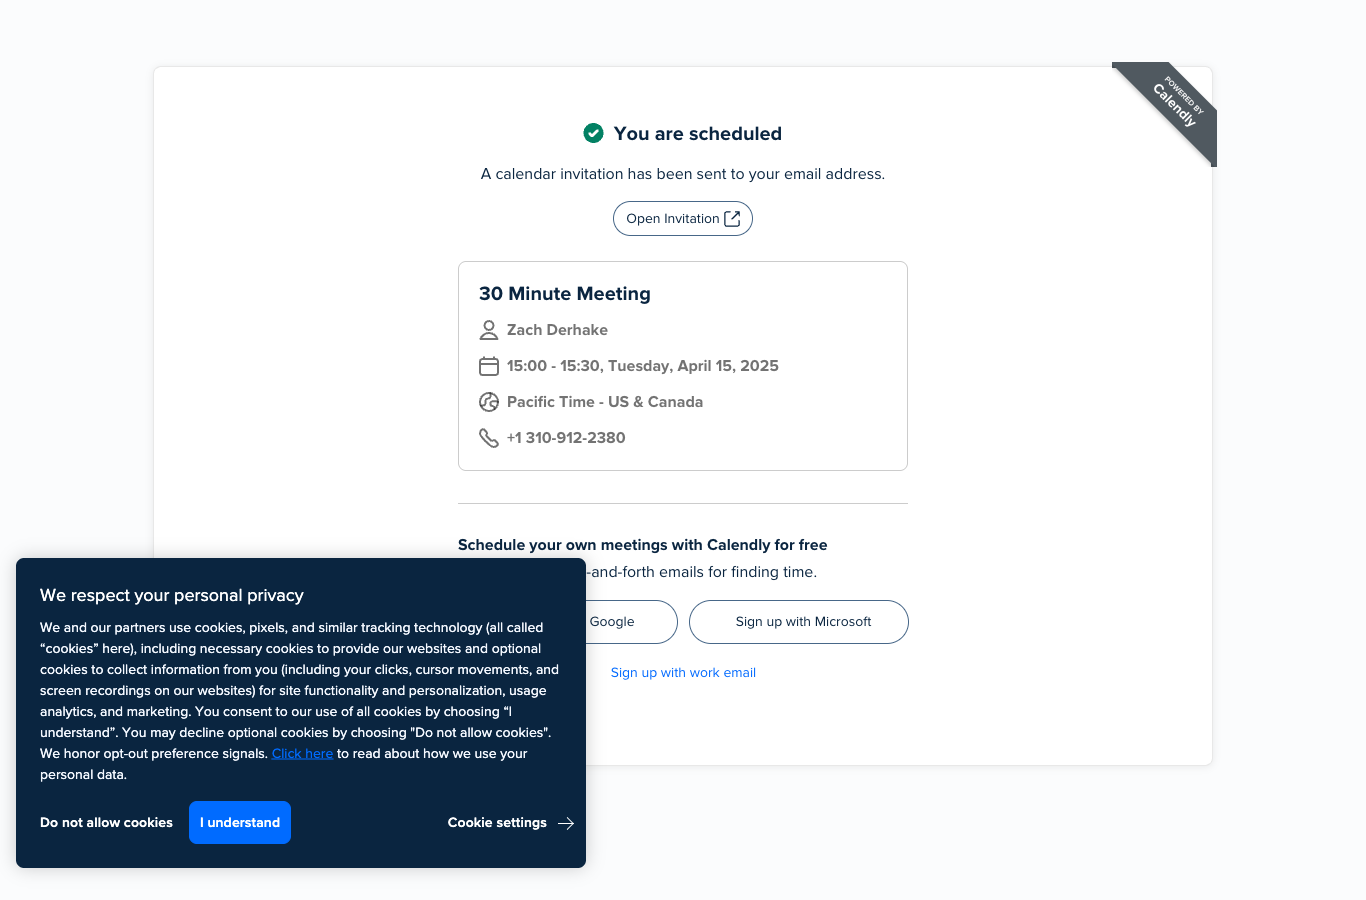 POWERED BY
Calendly
You are scheduled
A calendar invitation has been sent to your email address.
Open Invitation
30 Minute Meeting
Zach Derhake
15:00 - 15:30, Tuesday, April 15, 2025
Pacific Time - US & Canada
+1 310-912-2380
Schedule your own meetings with Calendly for free
-and-forth emails for finding time.
Google
Sign up with Microsoft
Sign up with work email
We respect your personal privacy
We and our partners use cookies, pixels, and similar tracking technology (all called
“cookies” here), including necessary cookies to provide our websites and optional
cookies to collect information from you (including your clicks, cursor movements, and
screen recordings on our websites) for site functionality and personalization, usage
analytics, and marketing. You consent to our use of all cookies by choosing “I
understand”. You may decline optional cookies by choosing "Do not allow cookies".
We honor opt-out preference signals. Click here to read about how we use your
personal data.
Do not allow cookies
I understand
Cookie settings